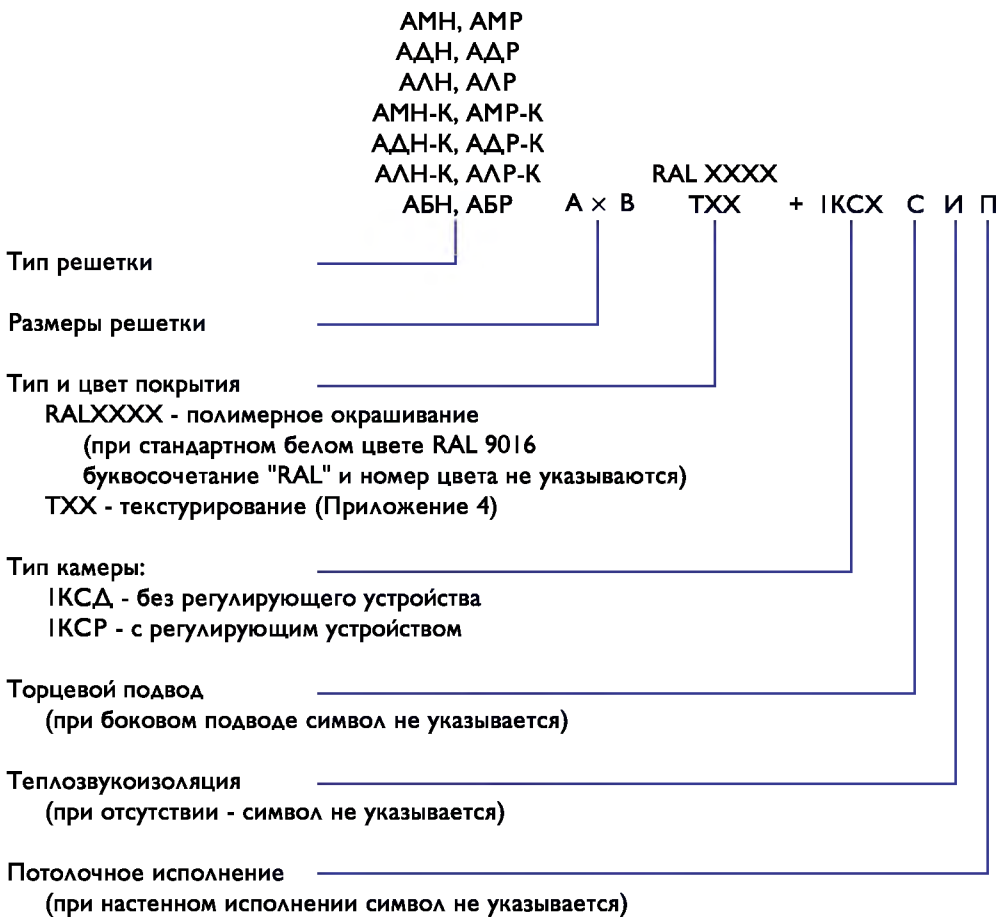 АМН, АМР
АДН, АДР
АЛН, АЛР
АМН-К, АМР-К
АДН-К, АДР-К
АЛН-К, АЛР-К RAL XXXX
АБН, АБР А × В ТХХ + 1КСХ С И П
Тип решетки
Размеры решетки
Тип и цвет покрытия
RALXXXX - полимерное окрашивание
(при стандартном белом цвете RAL 9016
буквосочетание "RAL" и номер цвета не указываются)
ТХХ - текстурирование (Приложение 4)
Тип камеры:
1КСД - без регулирующего устройства
1КСР - с регулирующим устройством
Торцевой подвод
(при боковом подводе символ не указывается)
Теплозвукоизоляция
(при отсутствии - символ не указывается)
Потолочное исполнение
(при настенном исполнении символ не указывается)